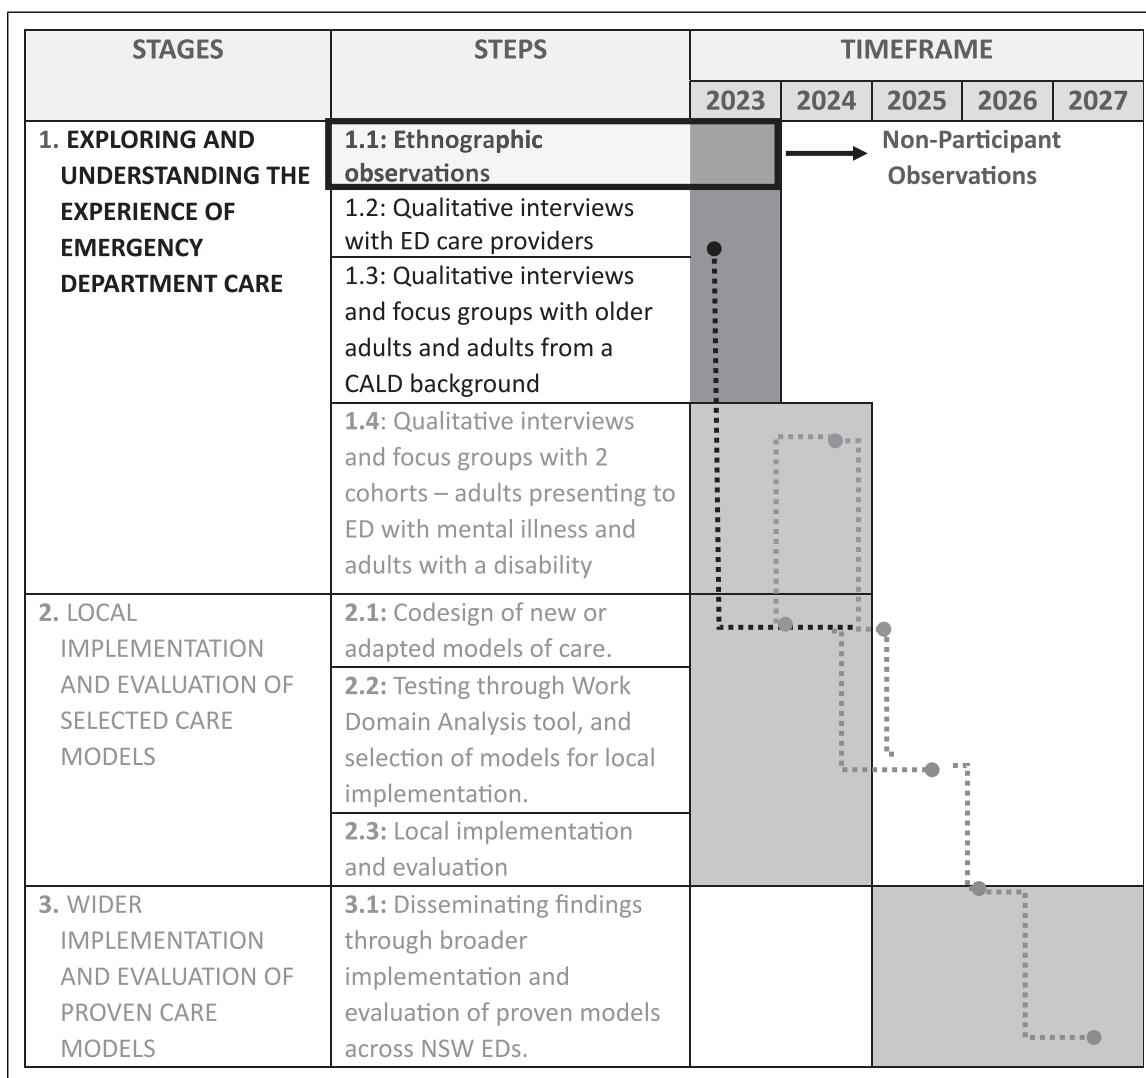 STAGES
STEPS
TIMEFRAME
2023
2024
2025
2026
2027
1. EXPLORING AND
UNDERSTANDING THE
EXPERIENCE OF
EMERGENCY
DEPARTMENT CARE
1.1: Ethnographic
observations
Non-Participant
Observations
1.2: Qualitative interviews
with ED care providers
1.3: Qualitative interviews
and focus groups with older
adults and adults from a
CALD background
1.4: Qualitative interviews
and focus groups with 2
cohorts – adults presenting to
ED with mental illness and
adults with a disability
2. LOCAL
IMPLEMENTATION
AND EVALUATION OF
SELECTED CARE
MODELS
2.1: Codesign of new or
adapted models of care.
2.2: Testing through Work
Domain Analysis tool, and
selection of models for local
implementation.
2.3: Local implementation
and evaluation
3. WIDER
IMPLEMENTATION
AND EVALUATION OF
PROVEN CARE
MODELS
3.1: Disseminating findings
through broader
implementation and
evaluation of proven models
across NSW EDs.